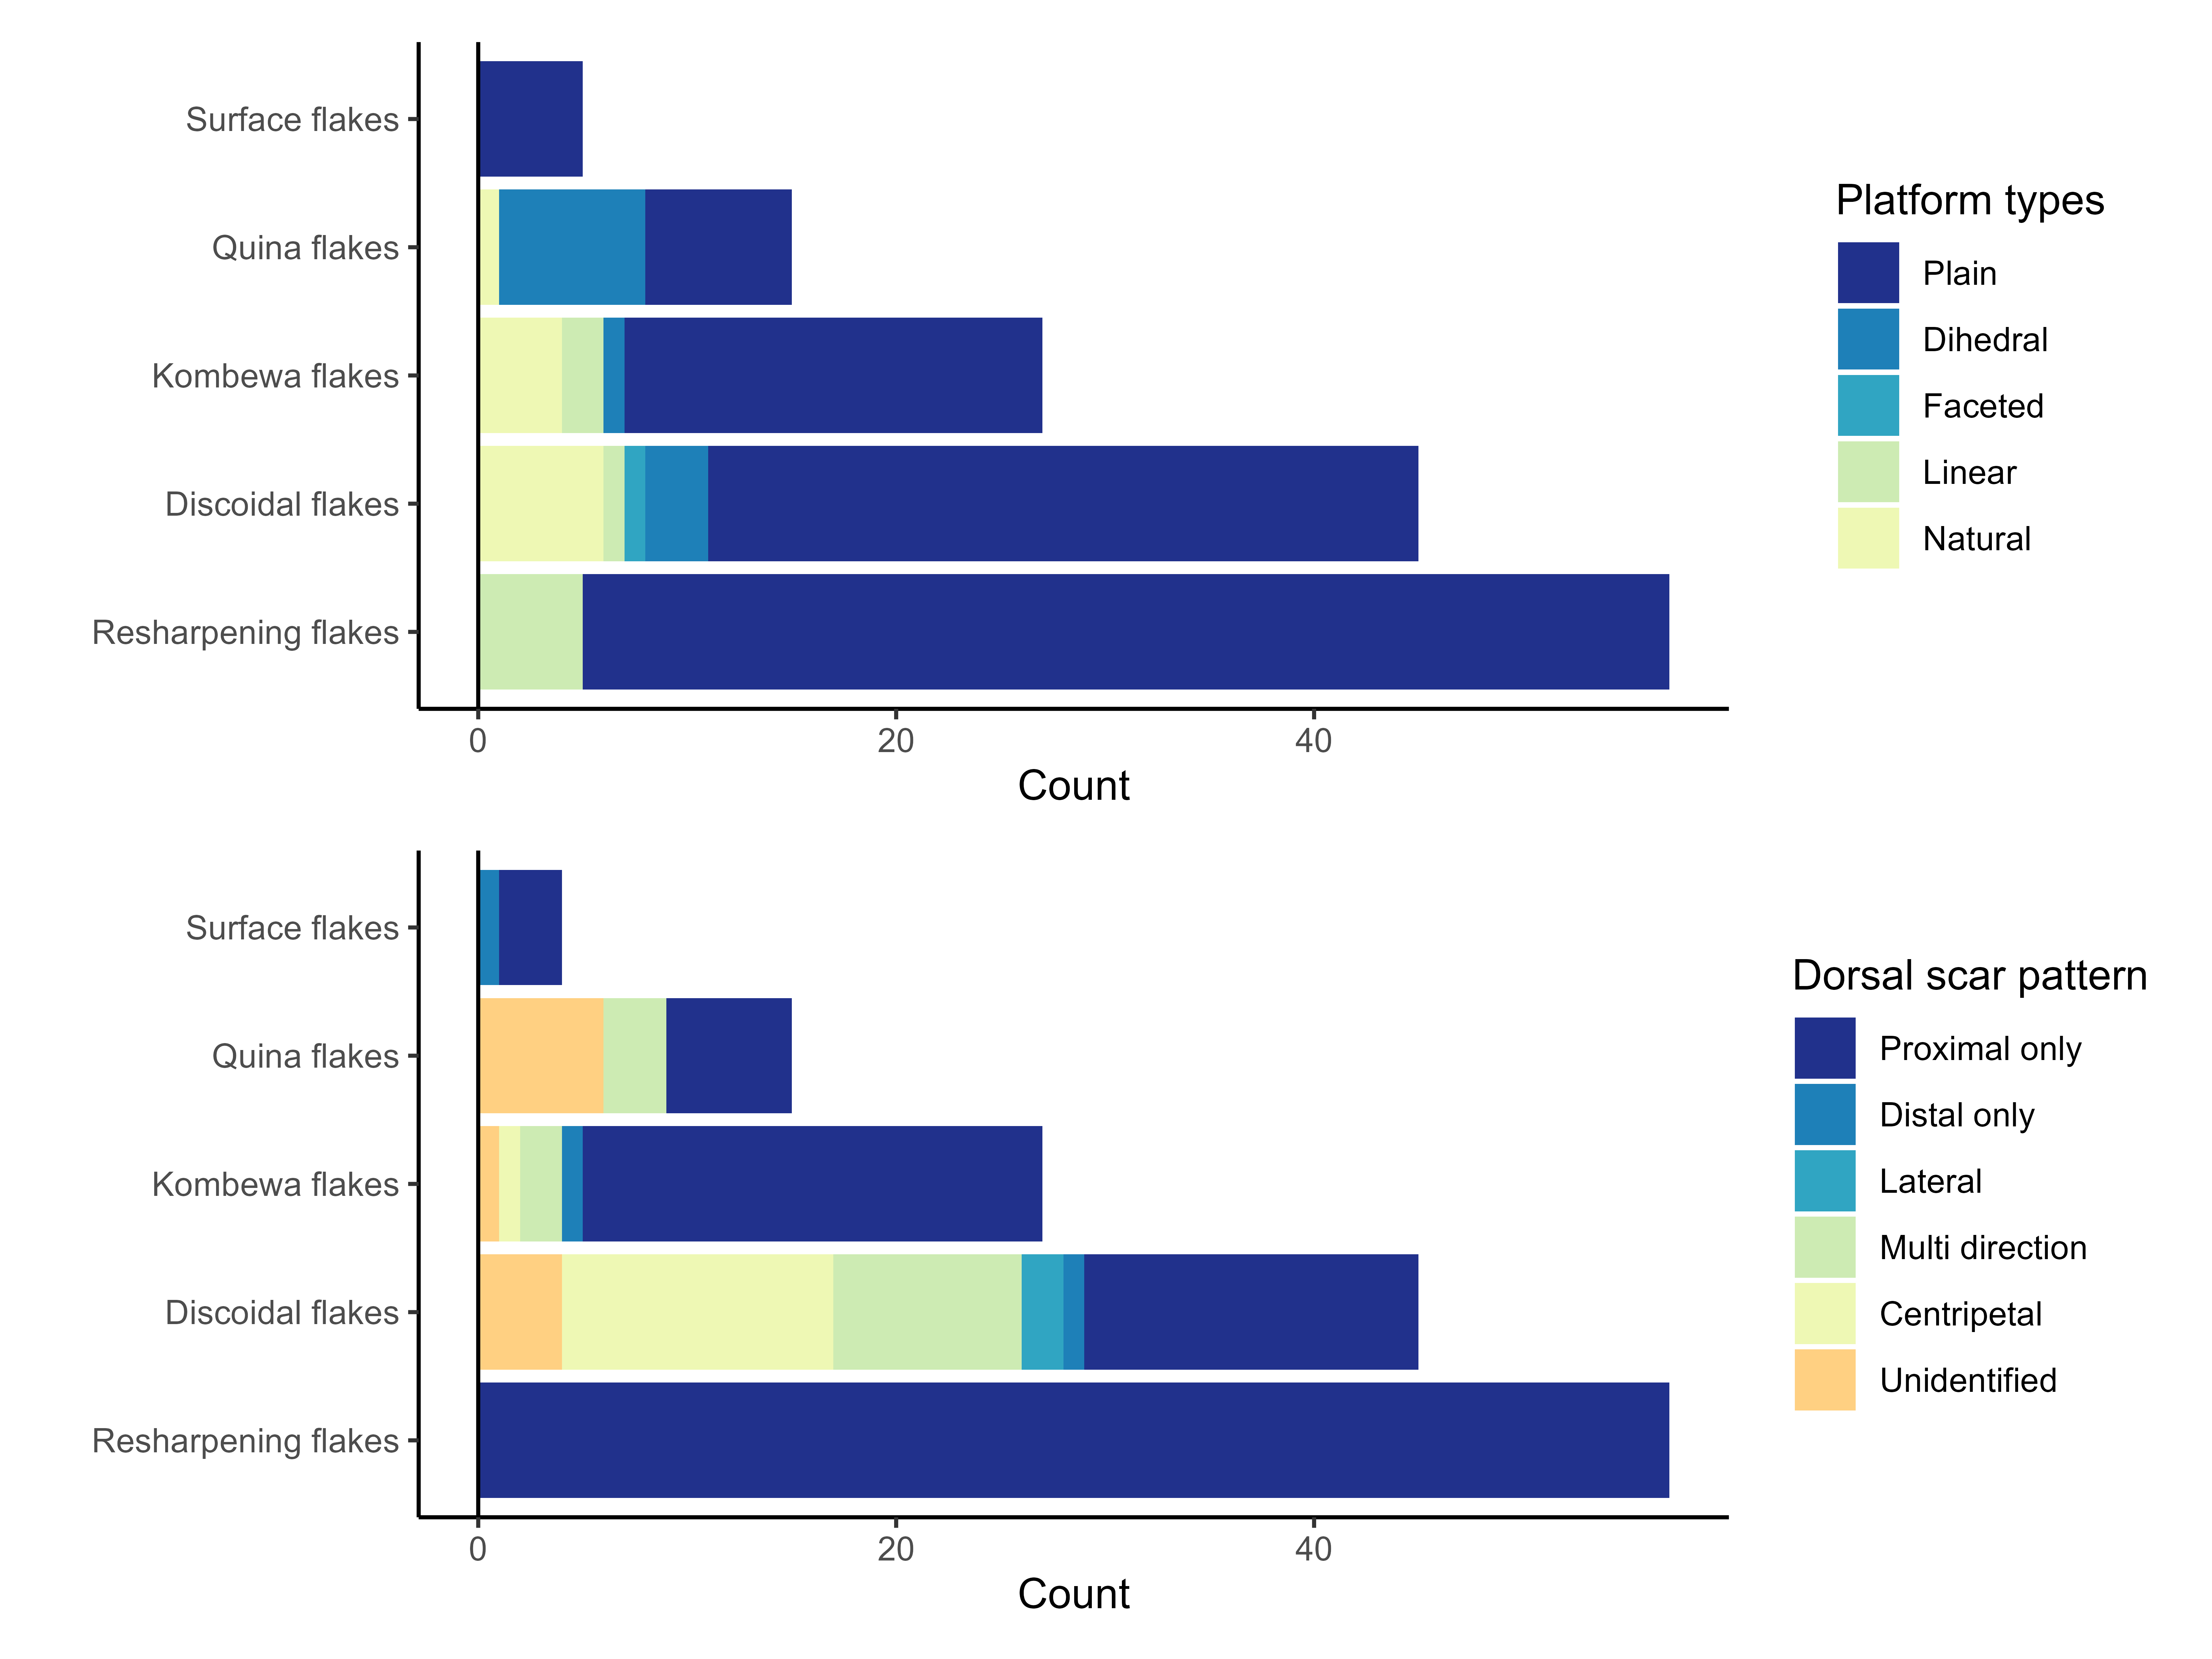 Surface flakes
Quina flakes
Kombewa flakes
Discoidal flakes
Resharpening flakes
0 20 40
Count
Platform types
Plain
Dihedral
Faceted
Linear
Natural
Surface flakes
Quina flakes
Kombewa flakes
Discoidal flakes
Resharpening flakes
0 20 40
Count
Dorsal scar pattern
Proximal only
Distal only
Lateral
Multi direction
Centripetal
Unidentified